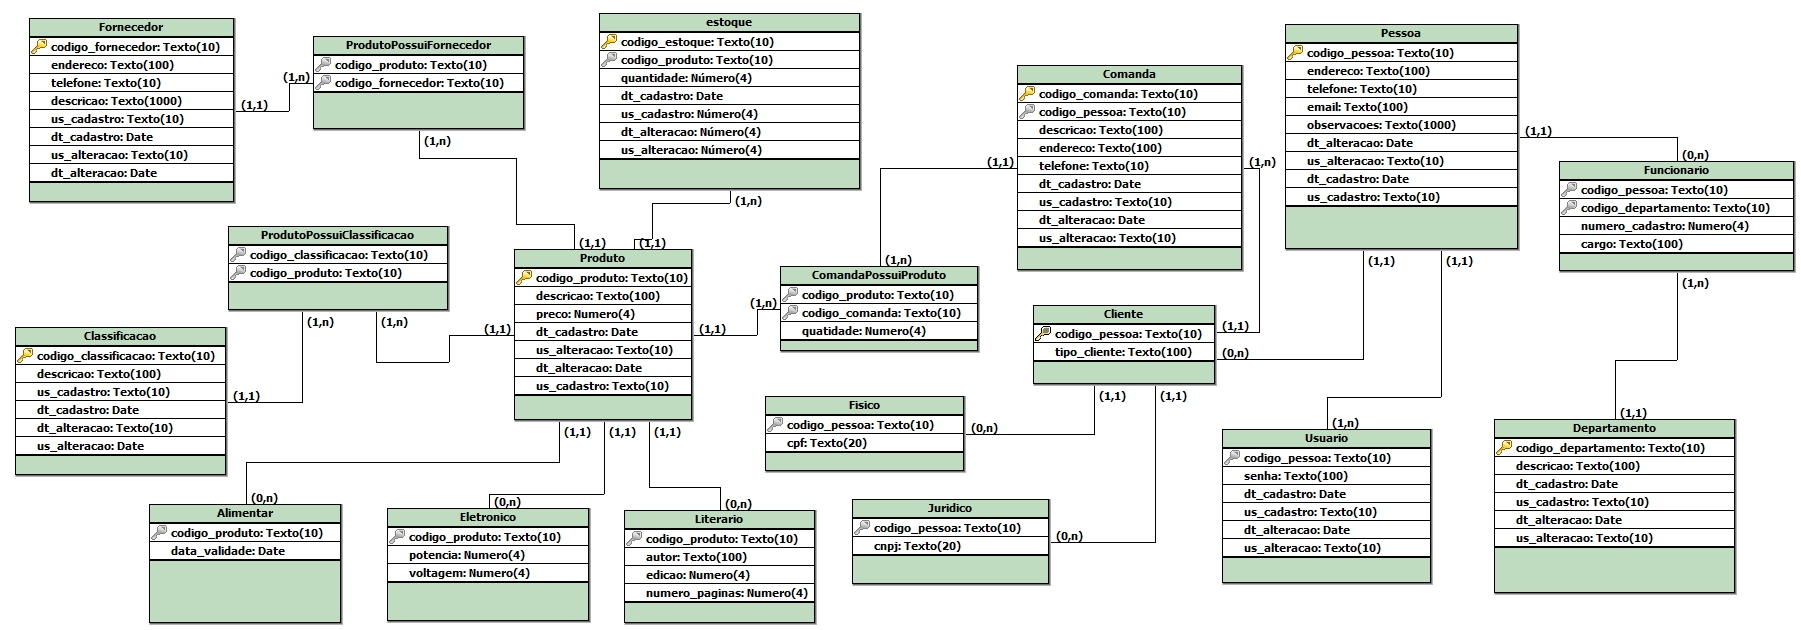 Fornecedor
codigo_fornecedor: Texto(10)
endereco: Texto(100)
telefone: Texto(10)
descricao: Texto(1000)
us_cadastro: Texto(10)
dt_cadastro: Date
us_alteracao: Texto(10)
dt_alteracao: Date
(1,1)
(1,n)
ProdutoPossuiFornecedor
codigo_produto: Texto(10)
codigo_fornecedor: Texto(10)
(1,n)
(1,1)
estoque
codigo_estoque: Texto(10)
codigo_produto: Texto(10)
quantidade: Número(4)
dt_cadastro: Date
us_cadastro: Número(4)
dt_alteracao: Número(4)
us_alteracao: Número(4)
(1,n)
(1,1)
Comanda
codigo_comanda: Texto(10)
codigo_pessoa: Texto(10)
descricao: Texto(100)
endereco: Texto(100)
telefone: Texto(10)
dt_cadastro: Date
us_cadastro: Texto(10)
dt_alteracao: Date
us_alteracao: Texto(10)
(1,1)
(1,n)
Pessoa
codigo_pessoa: Texto(10)
endereco: Texto(100)
telefone: Texto(10)
email: Texto(100)
observacoes: Texto(1000)
dt_alteracao: Date
us_alteracao: Texto(10)
dt_cadastro: Date
us_cadastro: Texto(10)
(1,1)
(0,n)
(1,1)
(1,1)
Funcionario
codigo_pessoa: Texto(10)
codigo_departamento: Texto(10)
numero_cadastro: Numero(4)
cargo: Texto(100)
(1,n)
ProdutoPossuiClassificacao
codigo_classificacao: Texto(10)
codigo_produto: Texto(10)
(1,n)
(1,n)
Produto
codigo_produto: Texto(10)
descricao: Texto(100)
preco: Numero(4)
dt_cadastro: Date
us_alteracao: Texto(10)
dt_alteracao: Date
us_cadastro: Texto(10)
(1,1)
(1,1)
(1,n)
(1,n)
ComandaPossuiProduto
codigo_produto: Texto(10)
codigo_comanda: Texto(10)
quatidade: Numero(4)
Cliente
codigo_pessoa: Texto(10)
tipo_cliente: Texto(100)
(1,1)
(0,n)
(1,1)
(1,1)
Classificacao
codigo_classificacao: Texto(10)
descricao: Texto(100)
us_cadastro: Texto(10)
dt_cadastro: Date
dt_alteracao: Texto(10)
us_alteracao: Date
(1,1)
(1,1)
(1,1)
(1,1)
Fisico
codigo_pessoa: Texto(10)
cpf: Texto(20)
(0,n)
(1,n)
Usuario
codigo_pessoa: Texto(10)
senha: Texto(100)
dt_cadastro: Date
us_cadastro: Texto(10)
dt_alteracao: Date
us_alteracao: Texto(10)
(1,1)
Departamento
codigo_departamento: Texto(10)
descricao: Texto(100)
dt_cadastro: Date
us_cadastro: Texto(10)
dt_alteracao: Date
us_alteracao: Texto(10)
(0,n)
Alimentar
codigo_produto: Texto(10)
data_validade: Date
(0,n)
Eletronico
codigo_produto: Texto(10)
potencia: Numero(4)
voltagem: Numero(4)
(0,n)
Literario
codigo_produto: Texto(10)
autor: Texto(100)
edicao: Numero(4)
numero_paginas: Numero(4)
Juridico
codigo_pessoa: Texto(10)
cnpj: Texto(20)
(0,n)